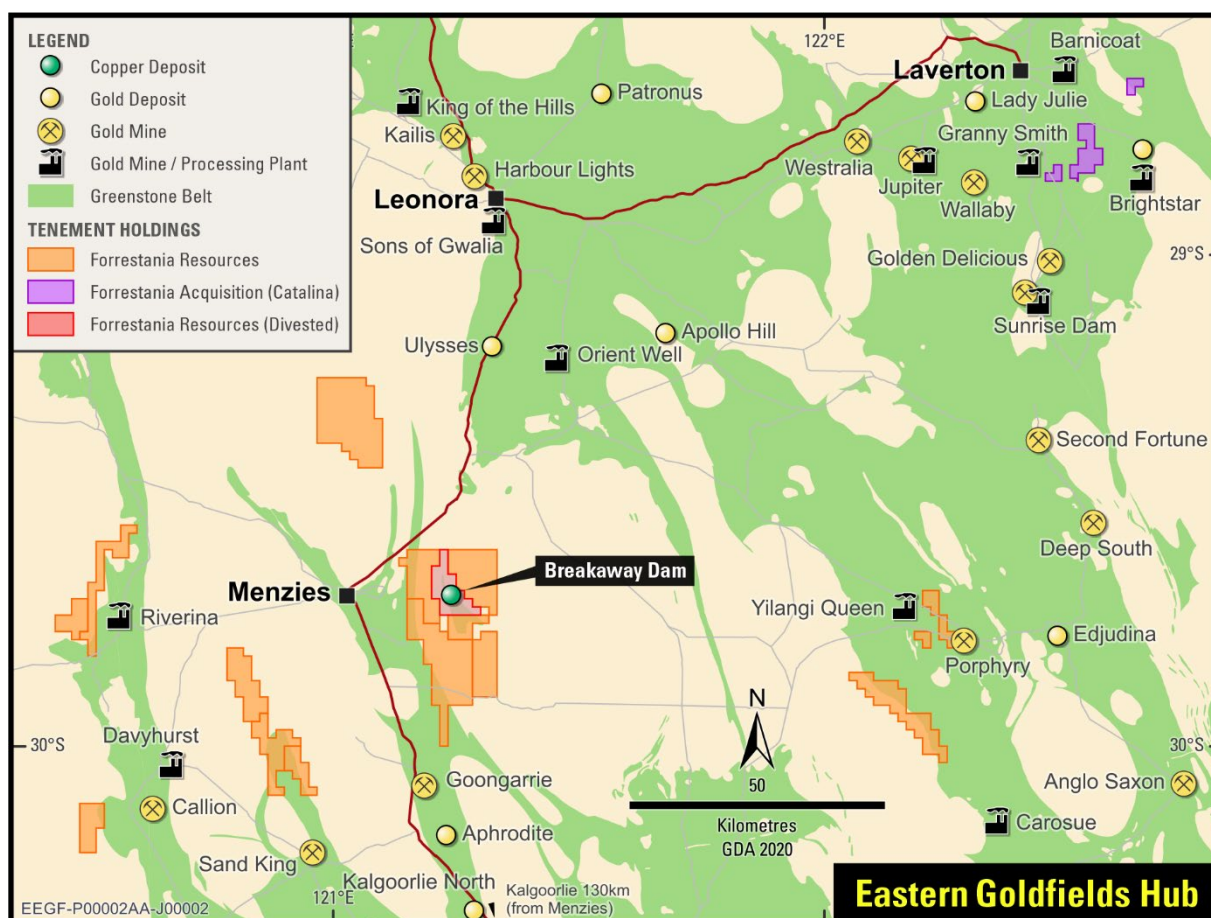 LEGEND
Copper Deposit
Gold Deposit
Gold Mine
Gold Mine / Processing Plant
Greenstone Belt
TENEMENT HOLDINGS
Forrestania Resources
Forrestania Acquisition (Catalina)
Forrestania Resources (Divested)
122°E
Barnicoat
Laverton
Patronus
Lady Julie
King of the Hills
Kailis
Granny Smith
Westralia
Harbour Lights
Jupiter
Leonora
Wallaby
Brightstar
Sons of Gwalia
Golden Delicious
29°S
Sunrise Dam
Apollo Hill
Ulysses
Orient Well
Second Fortune
Deep South
Breakaway Dam
Menzies
Yilangi Queen
Riverina
Edjudina
Porphyry
N
Davyhurst
30°S
30°S
Goongarrie
Anglo Saxon
50
Callion
Kilometres
GDA 2020
Carosue
Aphrodite
Sand King
Kalgoorlie North
121°E
Kalgoorlie 130km
(from Menzies)
EEGF-P00002AA-J00002
Eastern Goldfields Hub